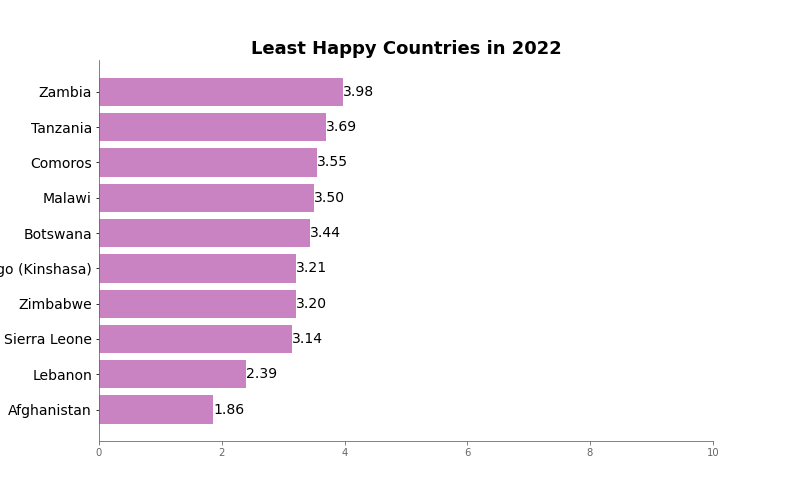 Least Happy Countries in 2022
Zambia 3.98
Tanzania 3.69
Comoros 3.55
Malawi 3.50
Botswana 3.44
go (Kinshasa) 3.21
Zimbabwe 3.20
Sierra Leone 3.14
Lebanon 2.39
Afghanistan 1.86
0 2 4 6 8 10